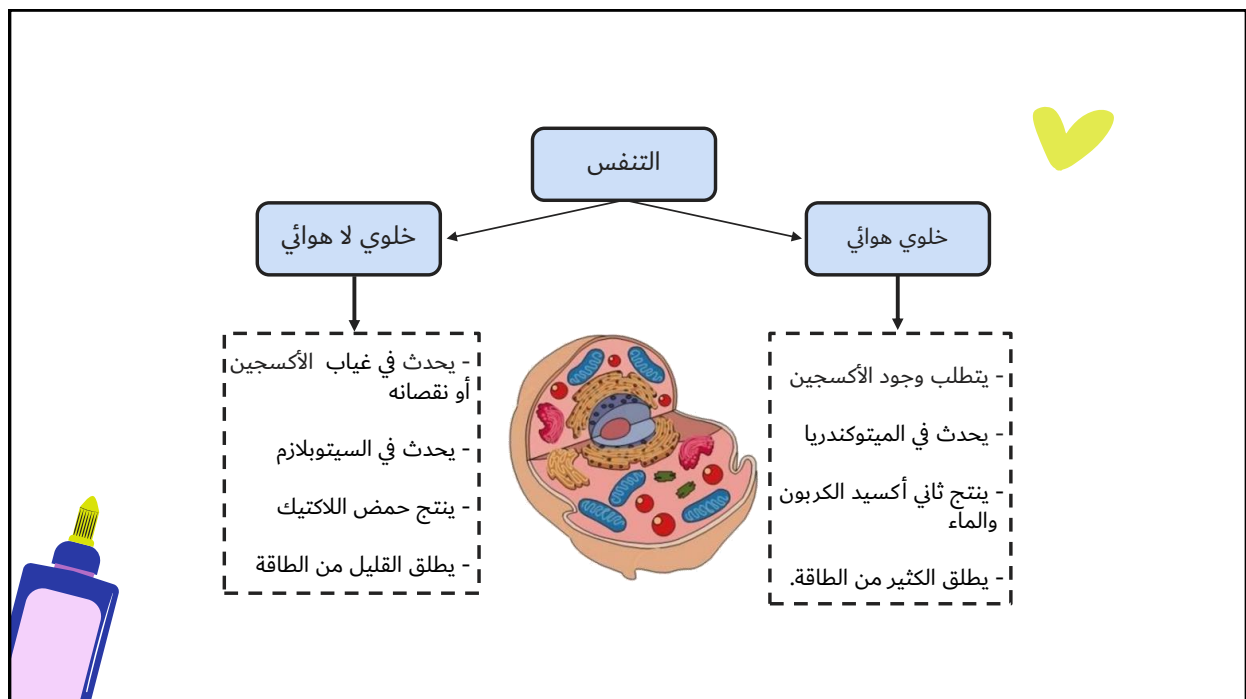 التنفس
خلوي هوائي
- يتطلب وجود الأكسجين
- يحدث في الميتوكندريا
- ينتج ثاني أكسيد الكربون
والماء
- يطلق الكثير من الطاقة.
خلوي لا هوائي
- يحدث في غياب الأكسجين
أو نقصانه
- يحدث في السيتوبلازم
- ينتج حمض اللاكتيك
- يطلق القليل من الطاقة